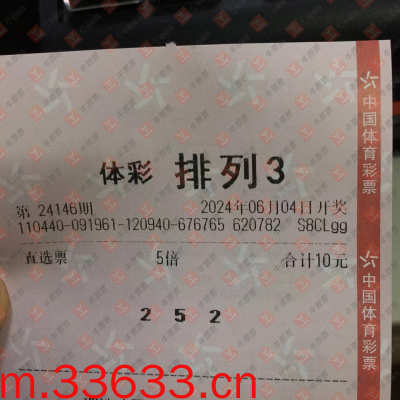 体彩 排列3
第 24146期 2024年06月04日开奖
110440-091961-120940-676765 620782 S8CLgg
直选票 5倍 合计10元
2 5 2
中国体育彩票
中国体育彩票
m.33633.cn